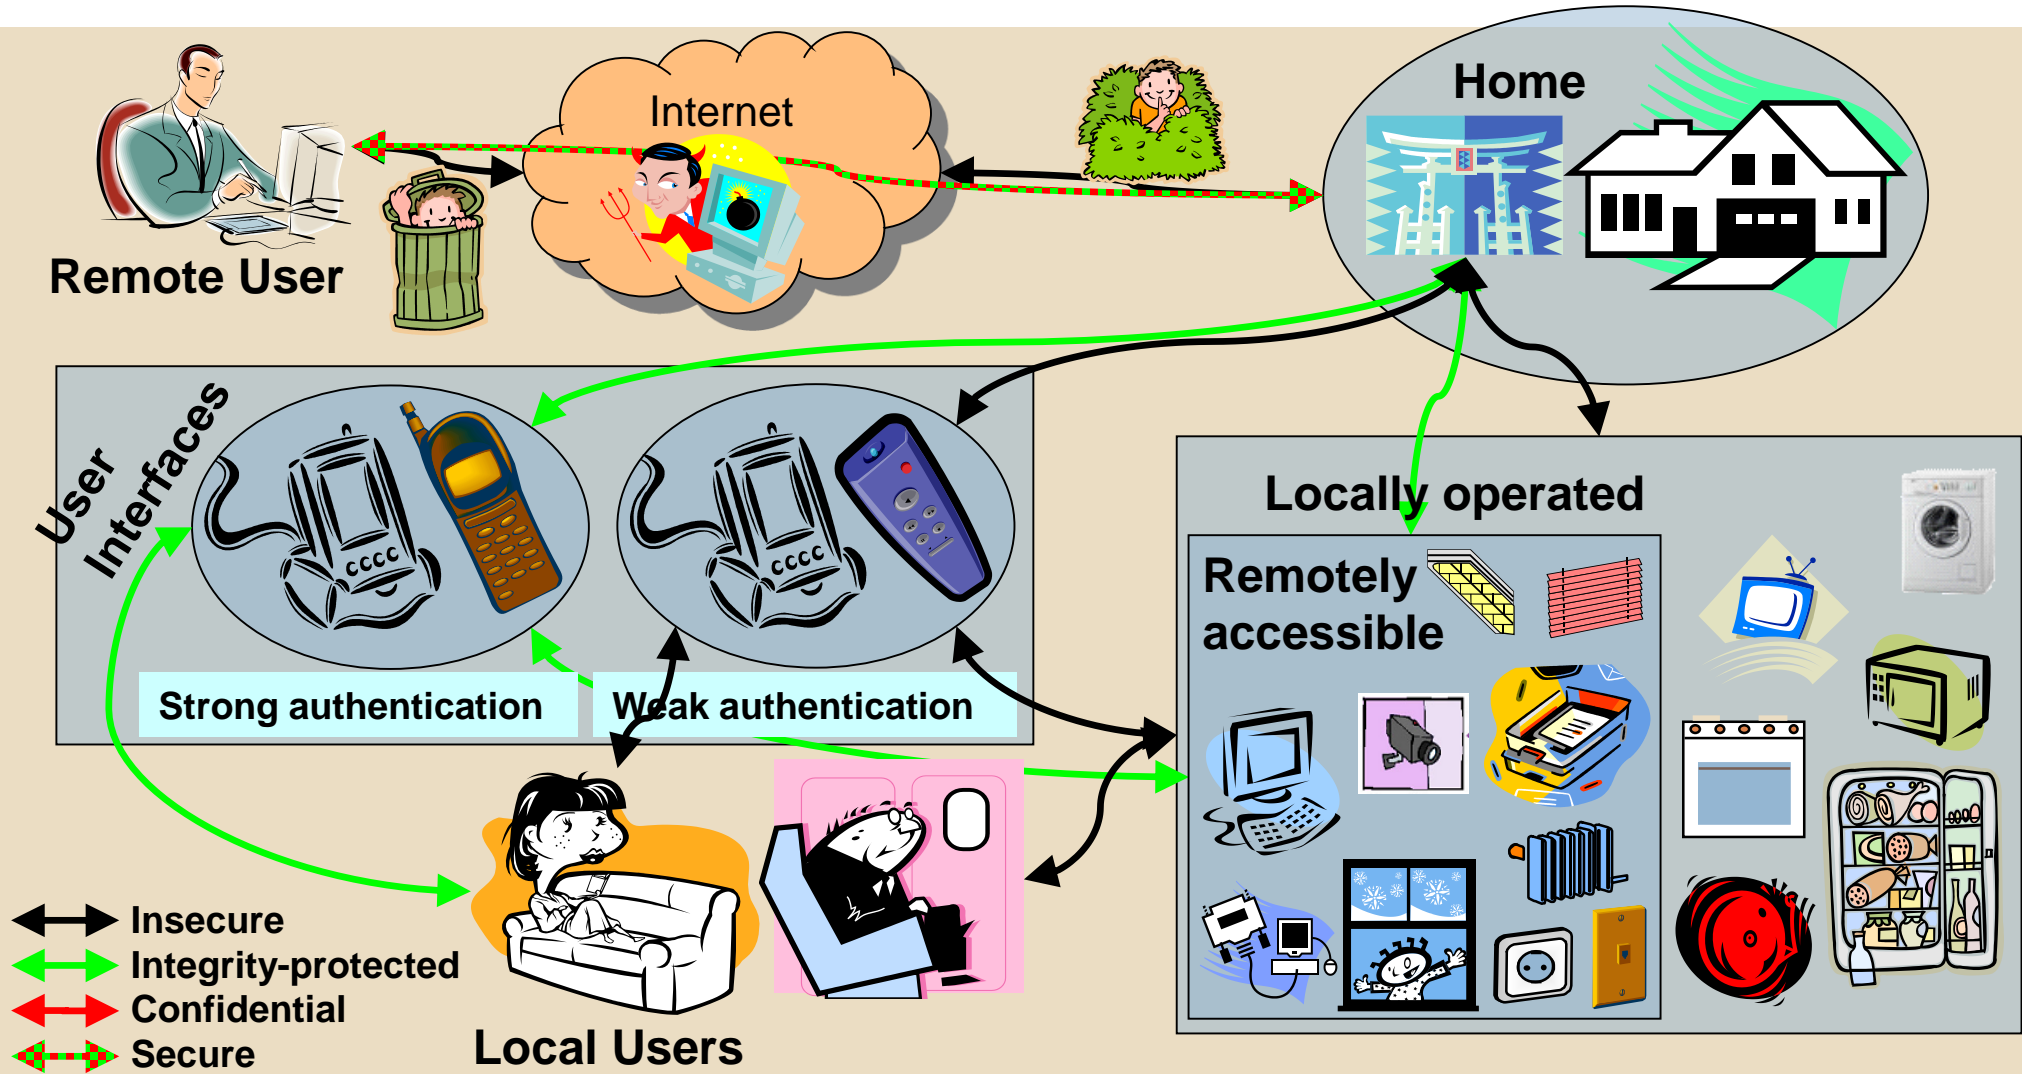 Internet
Home
Remote User
User
Interfaces
Strong authentication
Weak authentication
Locally operated
Remotely
accessible
Insecure
Integrity-protected
Confidential
Secure
Local Users